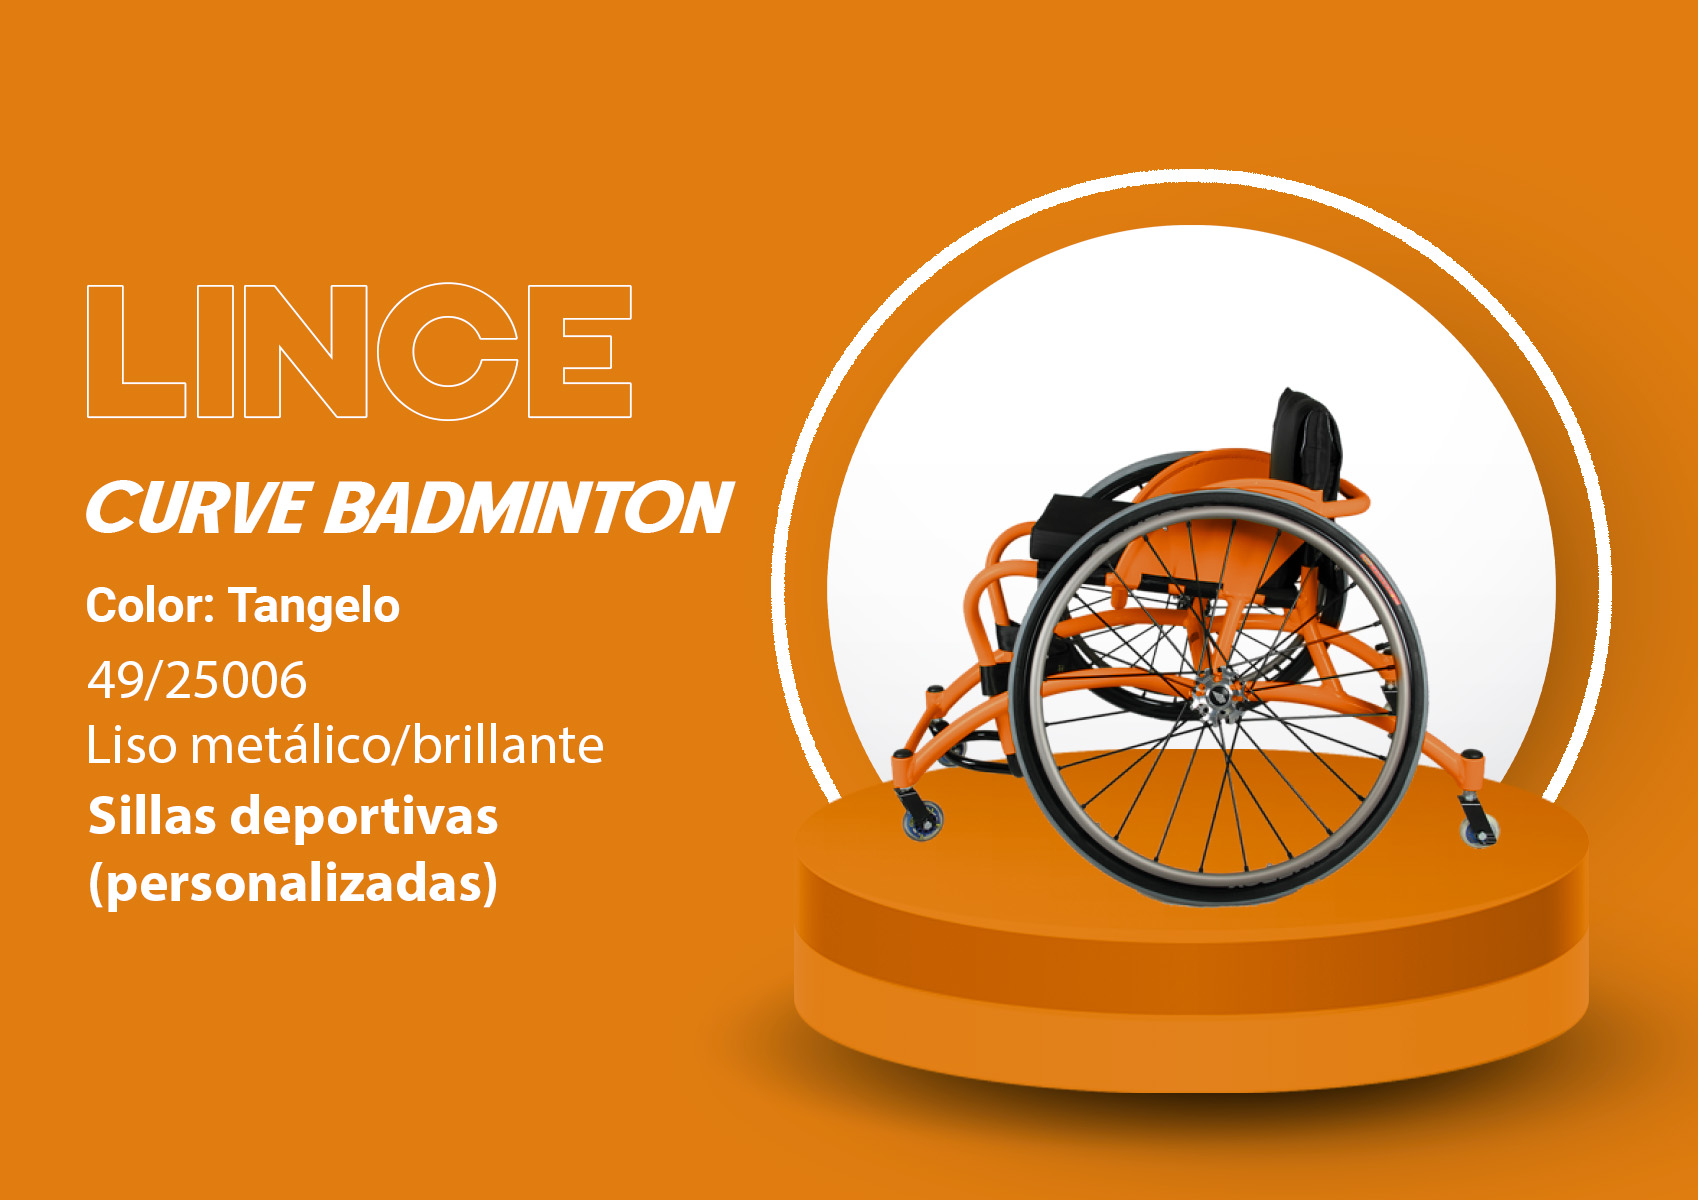 LINCE
CURVE BADMINTON
Color: Tangelo
49/25006
Liso metálico/brillante
Sillas deportivas
(personalizadas)